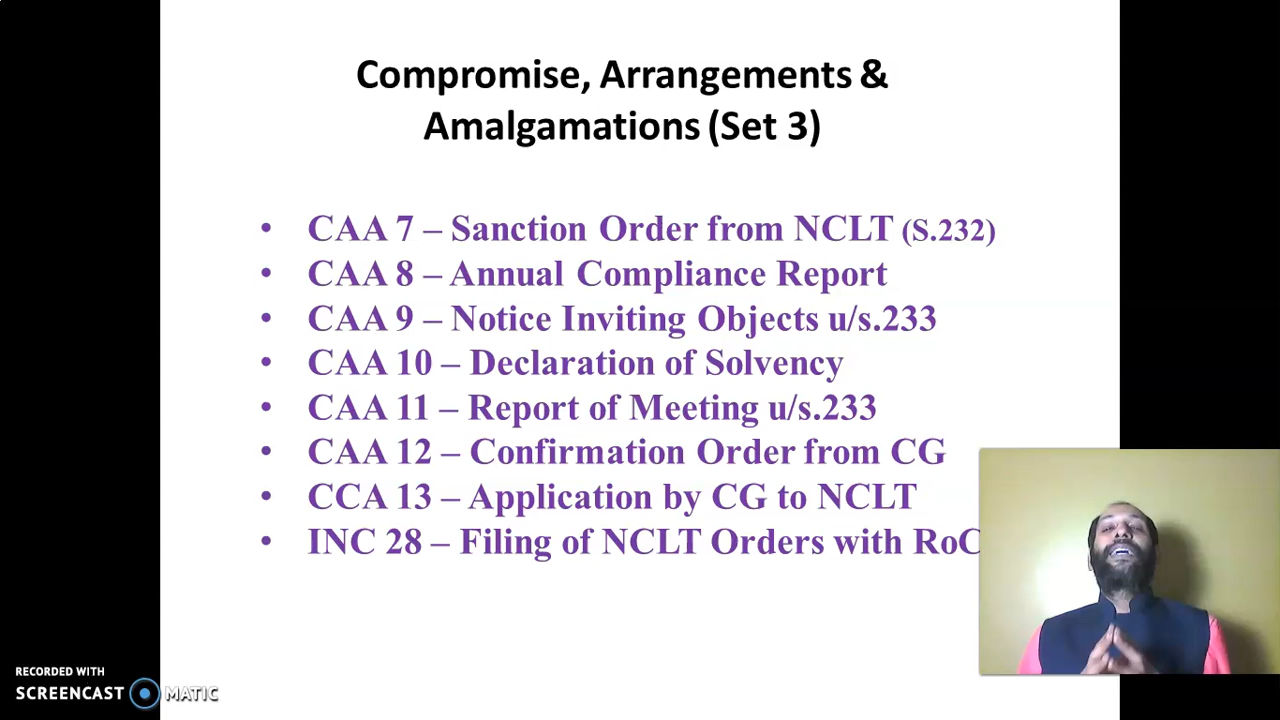 Compromise, Arrangements &
Amalgamations (Set 3)
• CAA 7 – Sanction Order from NCLT (S.232)
• CAA 8 – Annual Compliance Report
• CAA 9 – Notice Inviting Objects u/s.233
• CAA 10 – Declaration of Solvency
• CAA 11 – Report of Meeting u/s.233
• CAA 12 – Confirmation Order from CG
• CCA 13 – Application by CG to NCLT
• INC 28 – Filing of NCLT Orders with RoC
RECORDED WITH
SCREENCAST MATIC